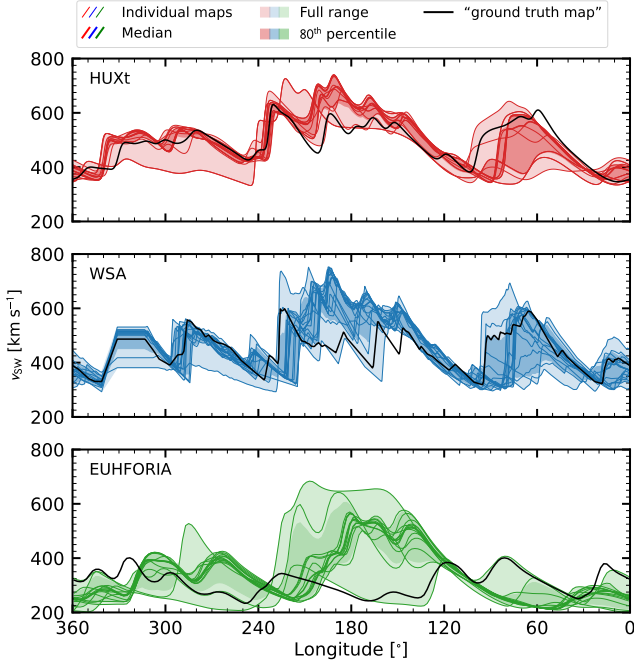 Individual maps
Median
Full range
80th percentile
“ground truth map”
800
600
400
200
HUXt
800
600
400
200
WSA
vSW [km s−1]
800
600
400
200
EUHFORIA
360 300 240 180 120 60 0
Longitude [°]